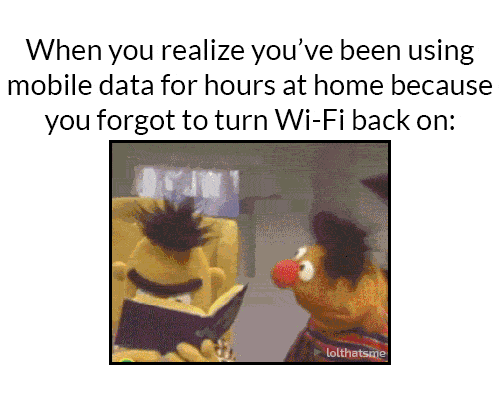 When you realize you’ve been using
mobile data for hours at home because
you forgot to turn Wi-Fi back on:
lolthatsme